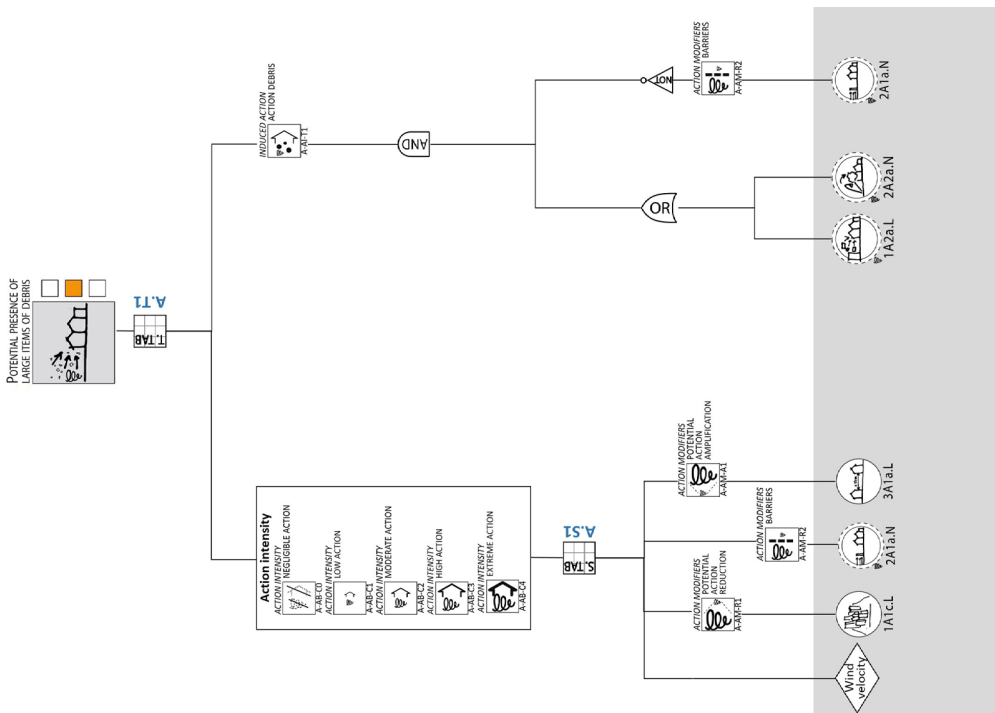 POTENTIAL PRESENCE OF
LARGE ITEMS OF DEBRIS
T. TAB
A.T1
INDUCED ACTION
ACTION DEBRIS
A-AI-T1
AND
NOT
ACTION MODIFIERS
BARRIERS
A-AM-R2
OR
2A1a.N
2A2a.N
1A2a.L
Action intensity
ACTION INTENSITY
NEGLIGIBLE ACTION
A-AB-C0
ACTION INTENSITY
LOW ACTION
A-AB-C1
ACTION INTENSITY
MODERATE ACTION
A-AB-C2
ACTION INTENSITY
HIGH ACTION
A-AB-C3
ACTION INTENSITY
EXTREME ACTION
A-AB-C4
S. TAB
A.S1
ACTION MODIFIERS
POTENTIAL
ACTION
AMPLIFICATION
A-AM-A1
ACTION MODIFIERS
BARRIERS
A-AM-R2
ACTION MODIFIERS
POTENTIAL
ACTION
REDUCTION
A-AM-R1
3A1a.L
2A1a.N
1A1c.L
Wind
velocity